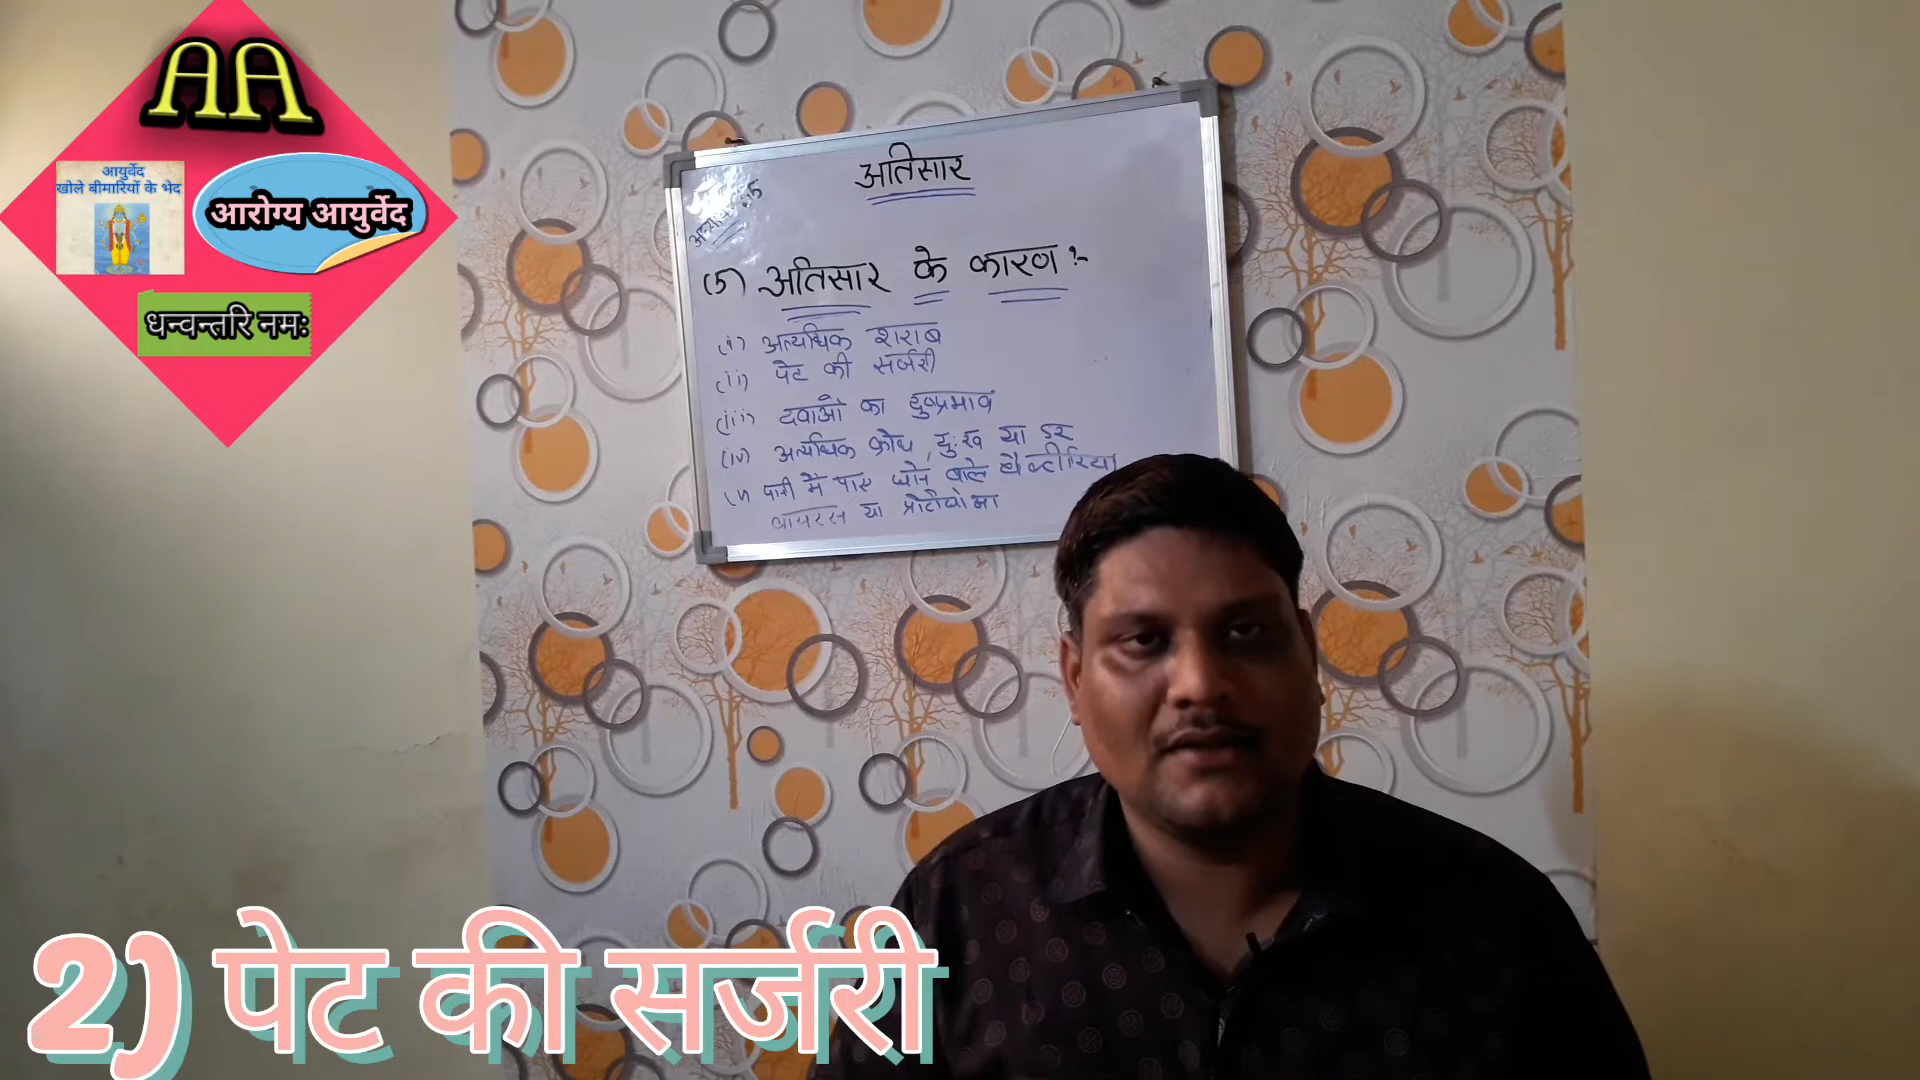 AA
आयुर्वेद
खोले बीमारियों के भेद
आरोग्य आयुर्वेद
धन्वन्तरि नमः
अतिसार
(5) अतिसार के कारण :-
(i) अत्यधिक शराब
(ii) पेट की सर्जरी
(iii) दवाओ का दुष्प्रभाव
(iv) अत्यधिक क्रोध, दुःख या डर
(v) पानी में पाए जाने वाले बैक्टीरिया
वायरस या प्रोटोजोआ
2) पेट की सर्जरी